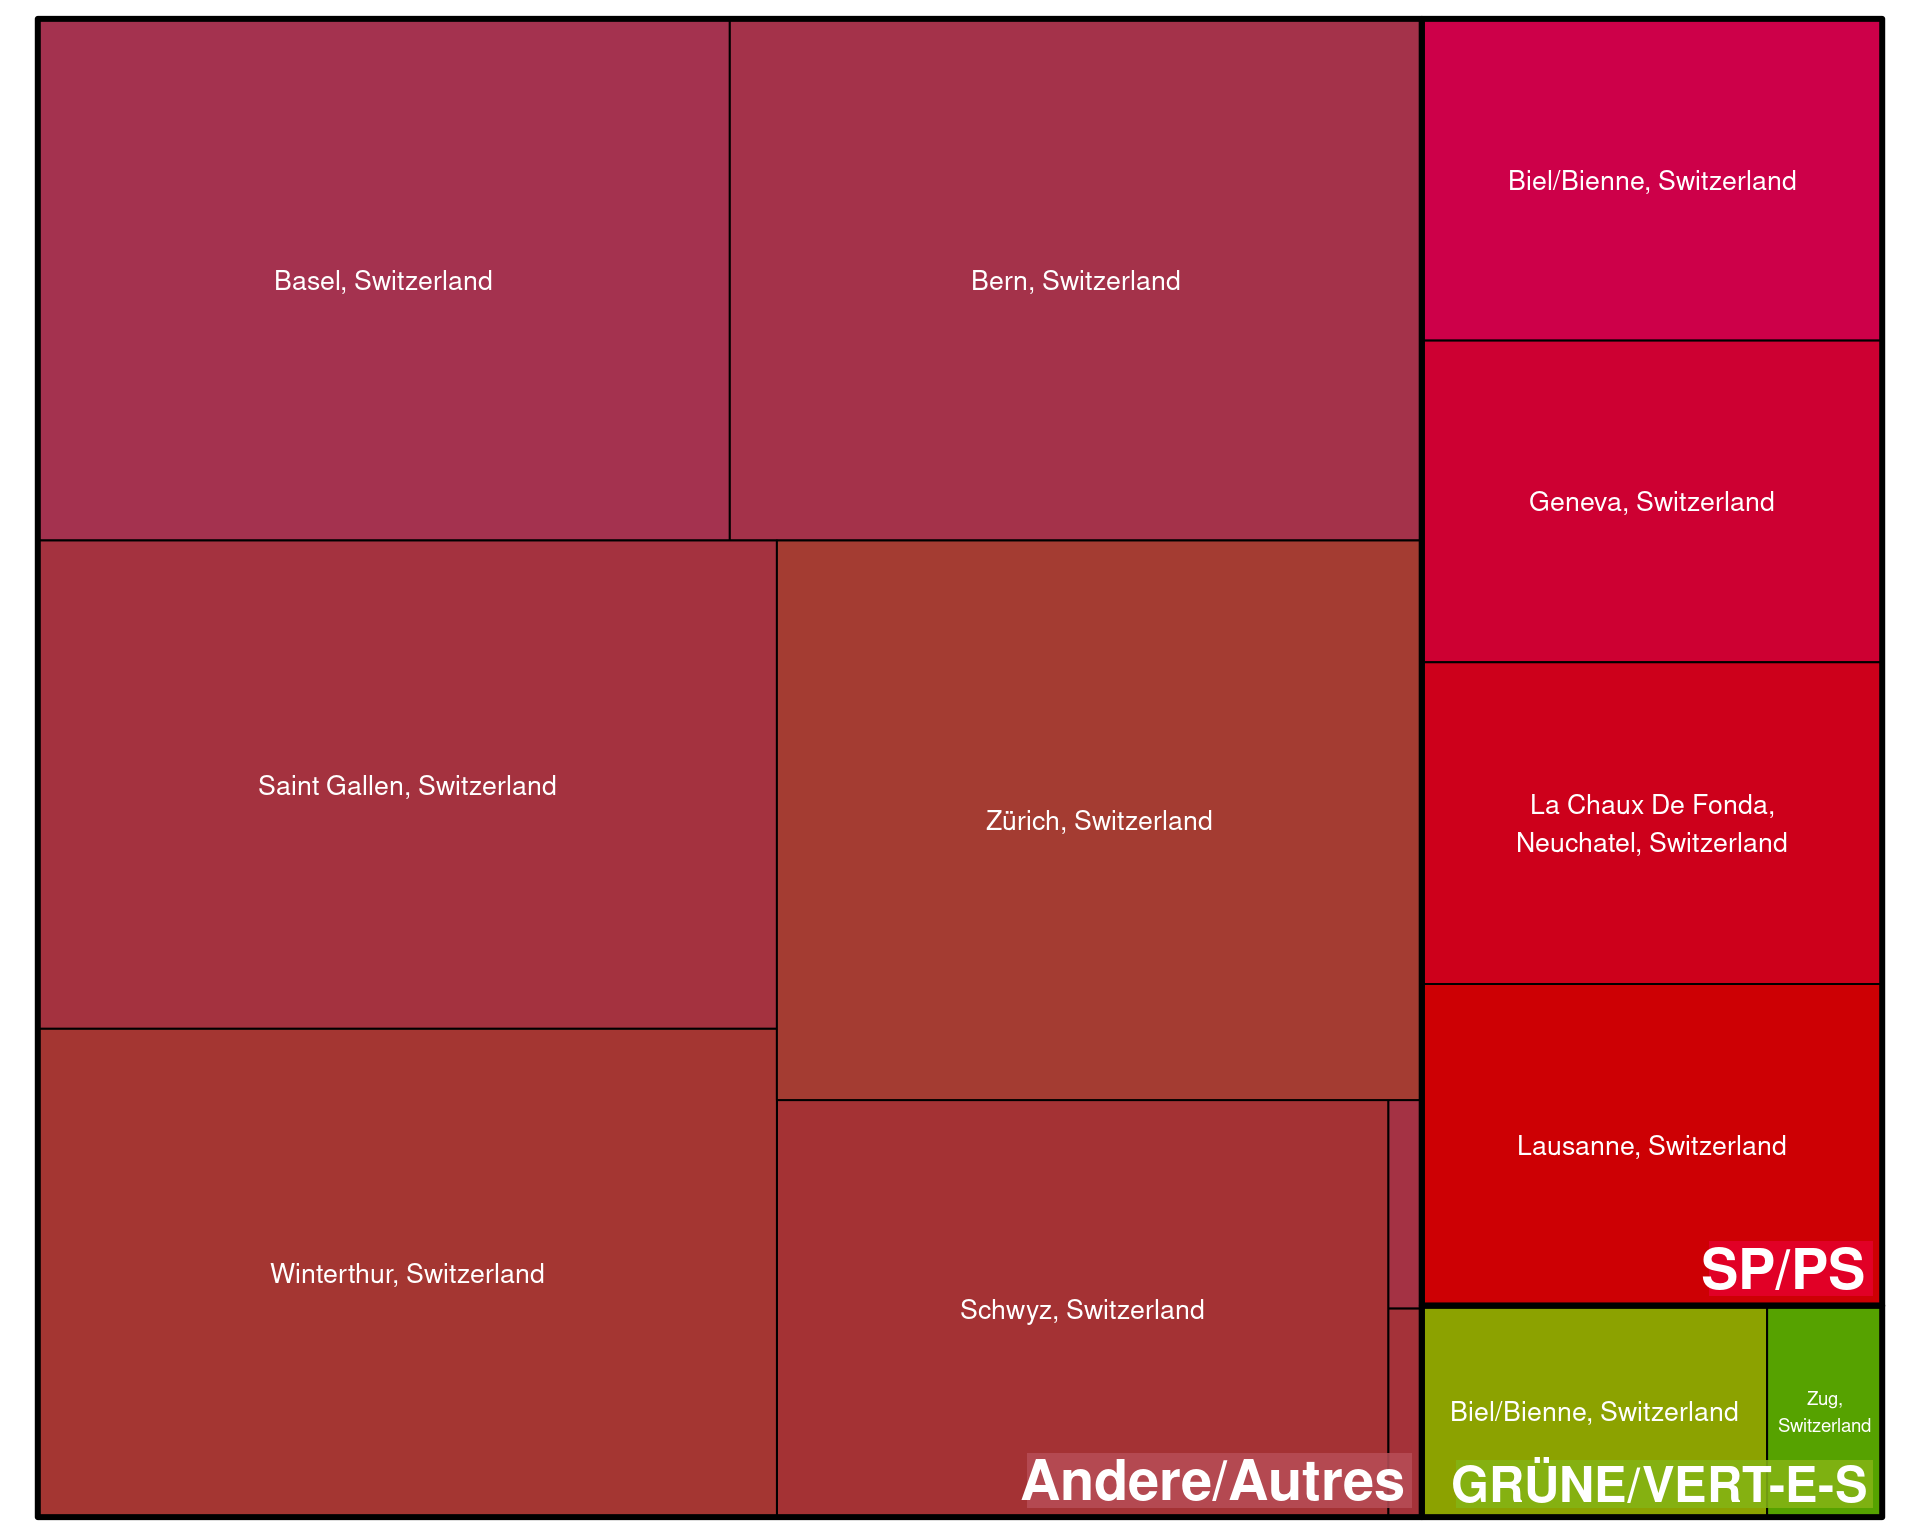 Basel, Switzerland
Bern, Switzerland
Saint Gallen, Switzerland
Zürich, Switzerland
Winterthur, Switzerland
Schwyz, Switzerland
Andere/Autres
Biel/Bienne, Switzerland
Geneva, Switzerland
La Chaux De Fonda,
Neuchatel, Switzerland
Lausanne, Switzerland
SP/PS
Biel/Bienne, Switzerland
Zug,
Switzerland
GRÜNE/VERT-E-S